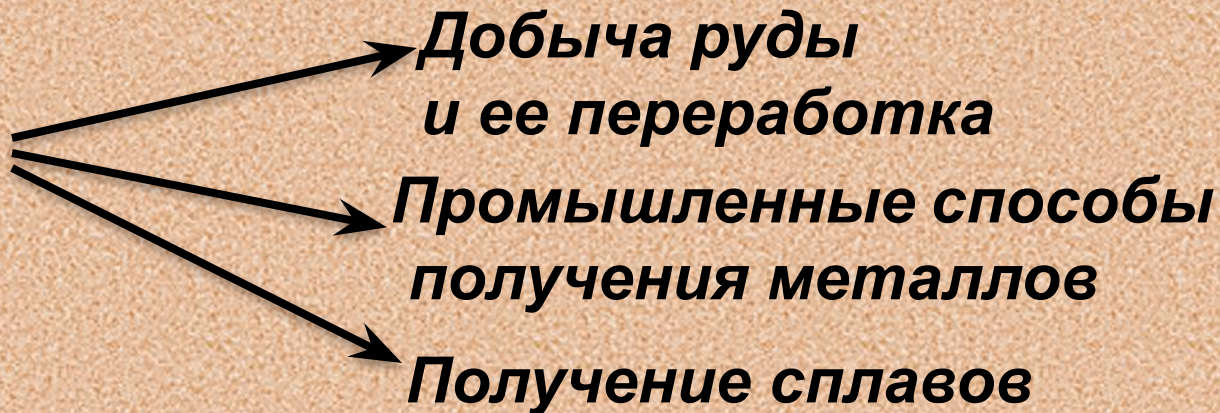 Добыча руды
и ее переработка
Промышленные способы
получения металлов
Получение сплавов